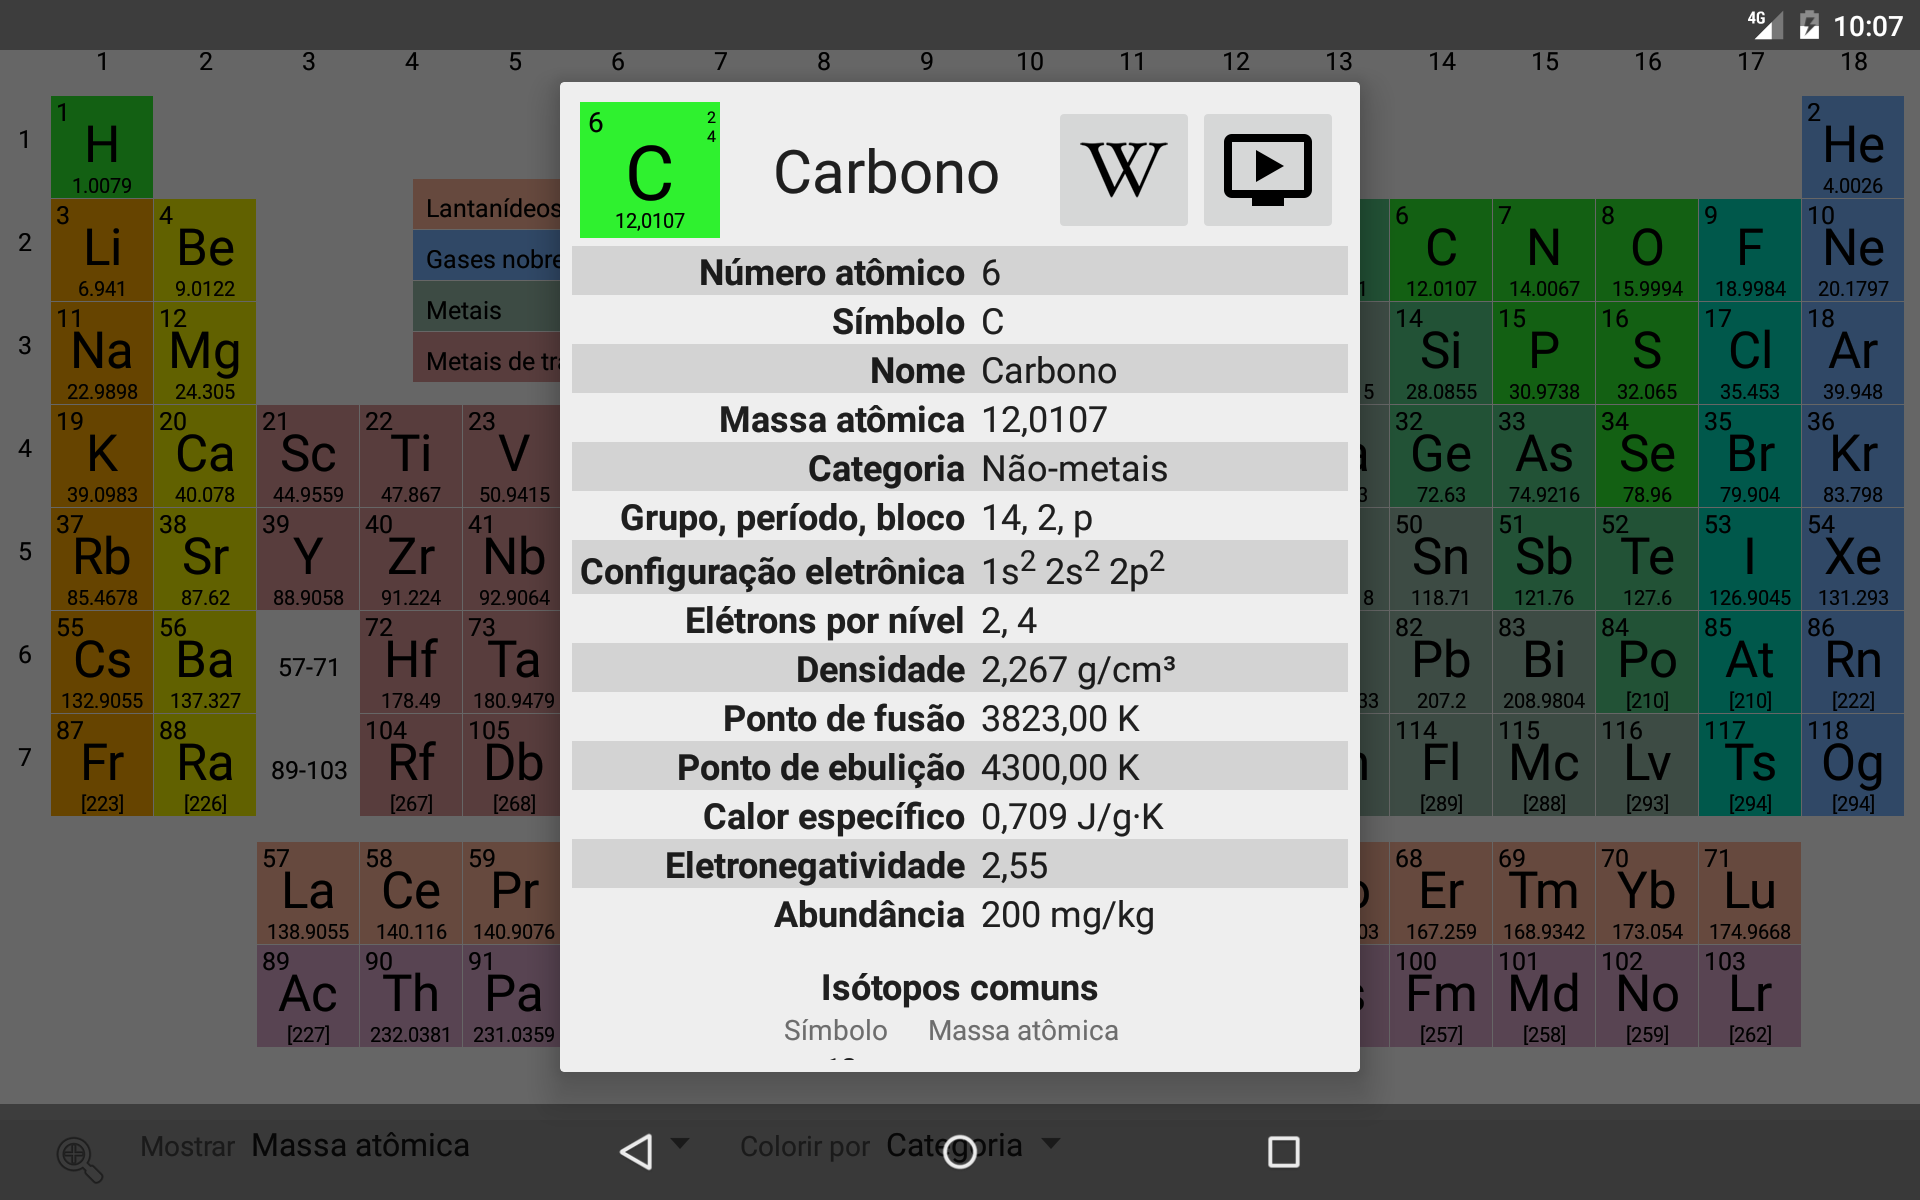 4G 10:07
1 2 3 4 5 6 7 8 9 10 11 12 13 14 15 16 17 18
1
1 H 1.0079
2 He 4.0026
2
3 Li 6.941
4 Be 9.0122
6 C 12.0107
7 N 14.0067
8 O 15.9994
9 F 18.9984
10 Ne 20.1797
3
11 Na 22.9898
12 Mg 24.305
14 Si 28.0855
15 P 30.9738
16 S 32.065
17 Cl 35.453
18 Ar 39.948
4
19 K 39.0983
20 Ca 40.078
21 Sc 44.9559
22 Ti 47.867
23 V 50.9415
32 Ge 72.63
33 As 74.9216
34 Se 78.96
35 Br 79.904
36 Kr 83.798
5
37 Rb 85.4678
38 Sr 87.62
39 Y 88.9058
40 Zr 91.224
41 Nb 92.9064
50 Sn 118.71
51 Sb 121.76
52 Te 127.6
53 I 126.9045
54 Xe 131.293
6
55 Cs 132.9055
56 Ba 137.327
57-71
72 Hf 178.49
73 Ta 180.9479
82 Pb 207.2
83 Bi 208.9804
84 Po [210]
85 At [210]
86 Rn [222]
7
87 Fr [223]
88 Ra [226]
89-103
104 Rf [267]
105 Db [268]
114 Fl [289]
115 Mc [288]
116 Lv [293]
117 Ts [294]
118 Og [294]
57 La 138.9055
58 Ce 140.116
59 Pr 140.9076
68 Er 167.259
69 Tm 168.9342
70 Yb 173.054
71 Lu 174.9668
89 Ac [227]
90 Th 232.0381
91 Pa 231.0359
100 Fm [257]
101 Md [258]
102 No [259]
103 Lr [262]
Lantanídeos
Gases nobre
Metais
Metais de tra
6 2
4
C
12,0107
Carbono
W
Número atômico 6
Símbolo C
Nome Carbono
Massa atômica 12,0107
Categoria Não-metais
Grupo, período, bloco 14, 2, p
Configuração eletrônica 1s² 2s² 2p²
Elétrons por nível 2, 4
Densidade 2,267 g/cm³
Ponto de fusão 3823,00 K
Ponto de ebulição 4300,00 K
Calor específico 0,709 J/g·K
Eletronegatividade 2,55
Abundância 200 mg/kg
Isótopos comuns
Símbolo Massa atômica
Mostrar Massa atômica Colorir por Categoria